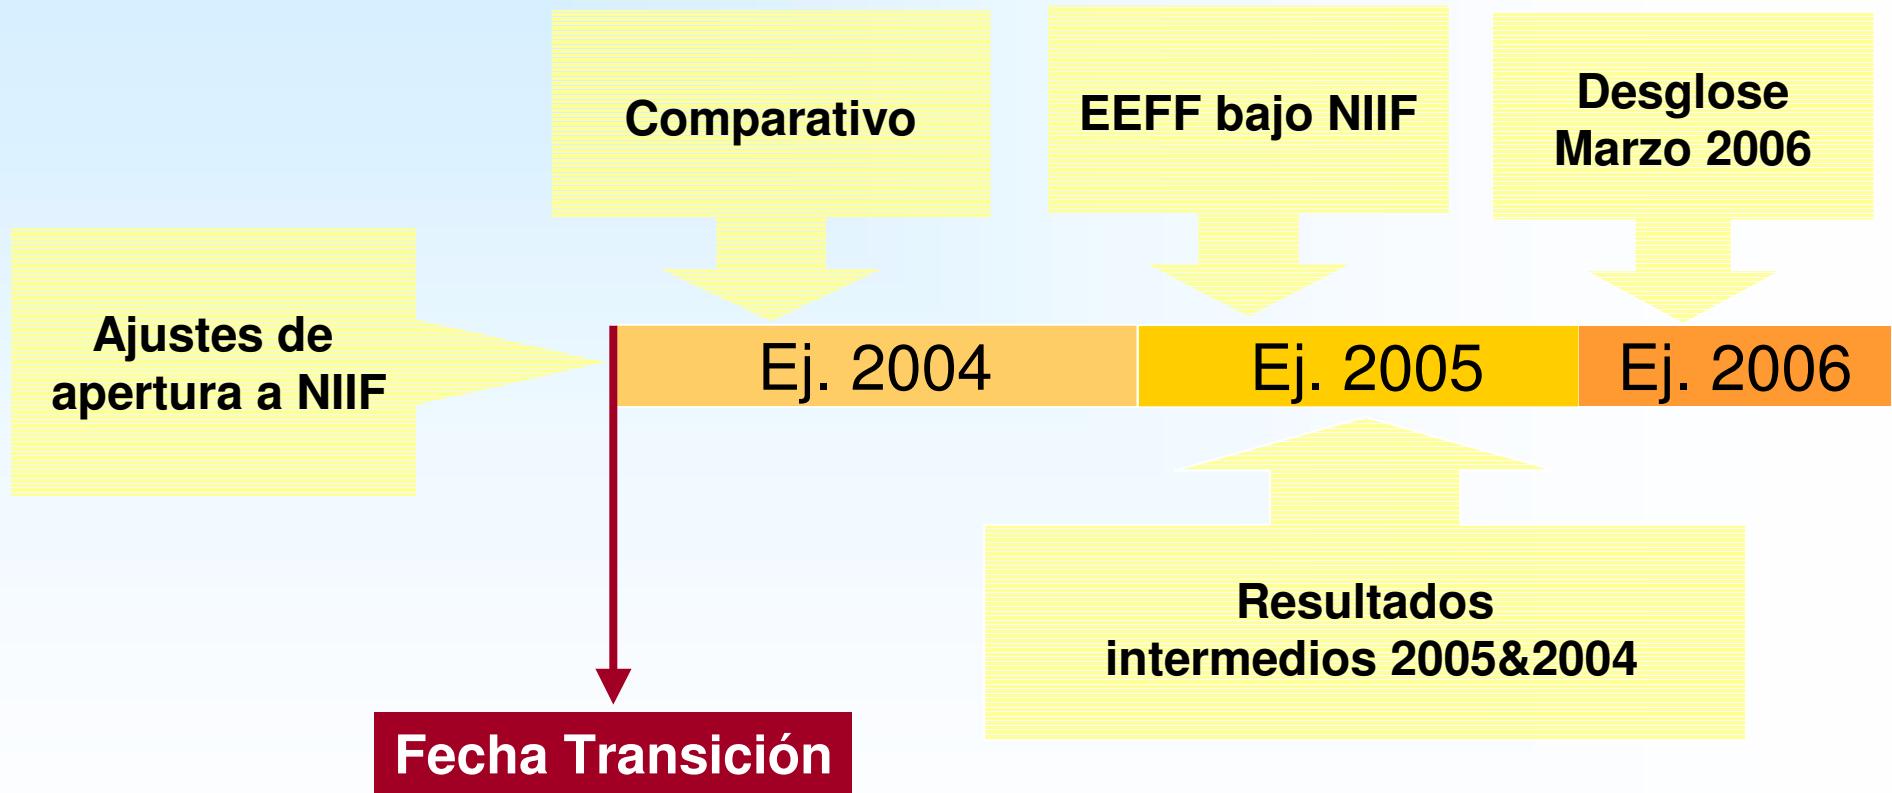 Comparativo
EEFF bajo NIIF
Desglose
Marzo 2006
Ajustes de
apertura a NIIF
Ej. 2004
Ej. 2005
Ej. 2006
Resultados
intermedios 2005&2004
Fecha Transición